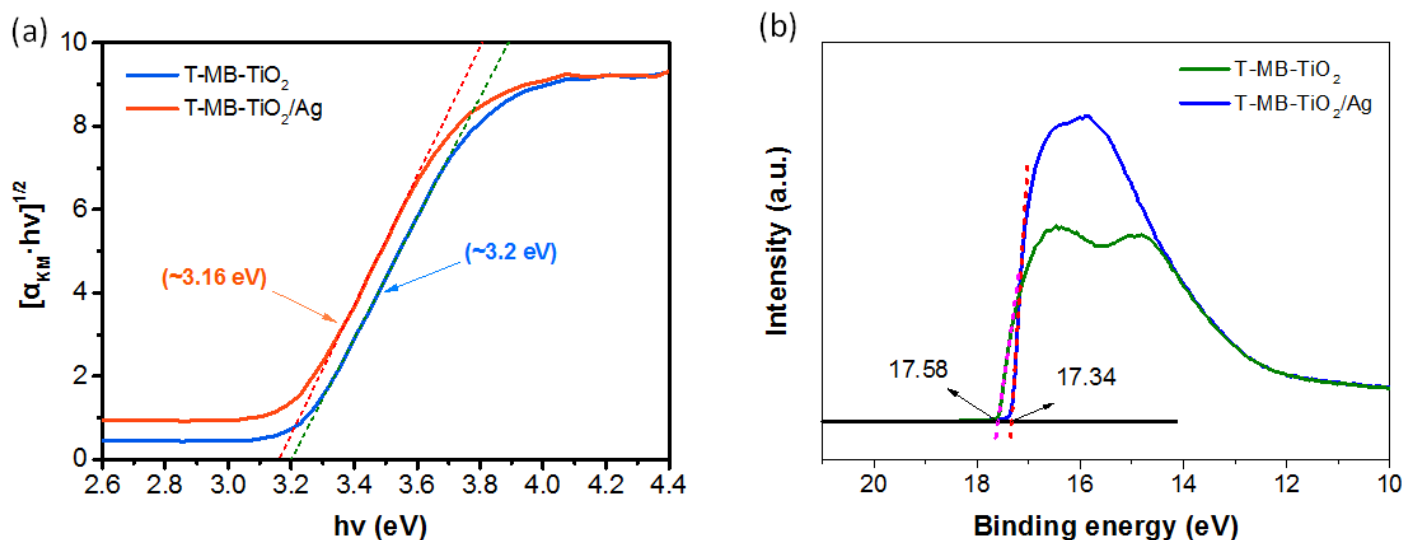 (a)
10
8
6
4
2
0
[α_KM·hv]^1/2
T-MB-TiO₂
T-MB-TiO₂/Ag
(~3.16 eV)
(~3.2 eV)
2.6 2.8 3.0 3.2 3.4 3.6 3.8 4.0 4.2 4.4
hv (eV)
(b)
Intensity (a.u.)
T-MB-TiO₂
T-MB-TiO₂/Ag
17.58
17.34
20 18 16 14 12 10
Binding energy (eV)